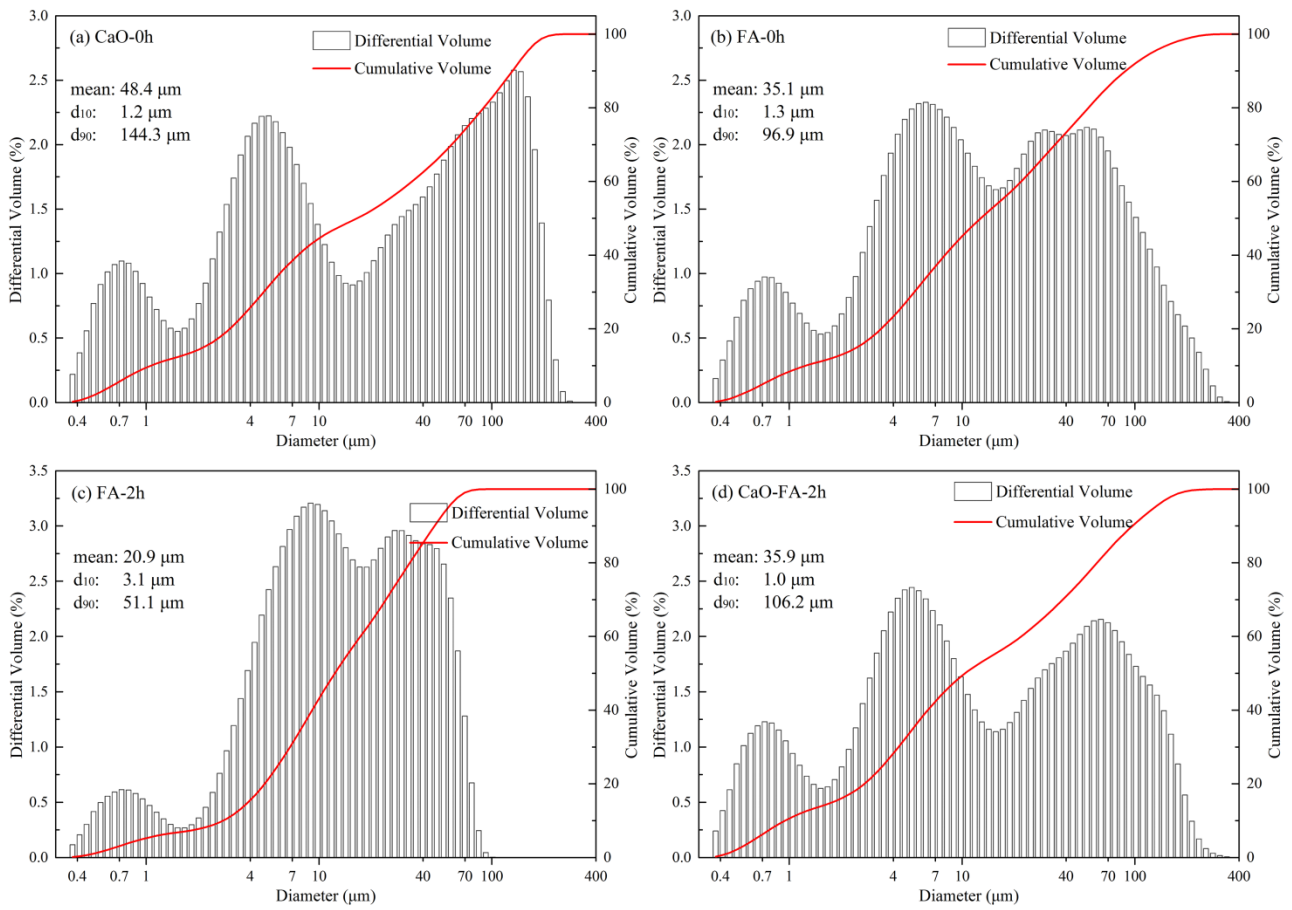 (a) CaO-0h
Differential Volume
Cumulative Volume
mean: 48.4 μm
d10: 1.2 μm
d90: 144.3 μm
3.0
2.5
2.0
1.5
1.0
0.5
0.0
Differential Volume (%)
100
80
60
40
20
0
Cumulative Volume (%)
0.4 0.7 1 4 7 10 40 70 100 400
Diameter (μm)
(b) FA-0h
Differential Volume
Cumulative Volume
mean: 35.1 μm
d10: 1.3 μm
d90: 96.9 μm
3.0
2.5
2.0
1.5
1.0
0.5
0.0
Differential Volume (%)
100
80
60
40
20
0
Cumulative Volume (%)
0.4 0.7 1 4 7 10 40 70 100 400
Diameter (μm)
(c) FA-2h
Differential Volume
Cumulative Volume
mean: 20.9 μm
d10: 3.1 μm
d90: 51.1 μm
3.5
3.0
2.5
2.0
1.5
1.0
0.5
0.0
Differential Volume (%)
100
80
60
40
20
0
Cumulative Volume (%)
0.4 0.7 1 4 7 10 40 70 100 400
Diameter (μm)
(d) CaO-FA-2h
Differential Volume
Cumulative Volume
mean: 35.9 μm
d10: 1.0 μm
d90: 106.2 μm
3.5
3.0
2.5
2.0
1.5
1.0
0.5
0.0
Differential Volume (%)
100
80
60
40
20
0
Cumulative Volume (%)
0.4 0.7 1 4 7 10 40 70 100 400
Diameter (μm)